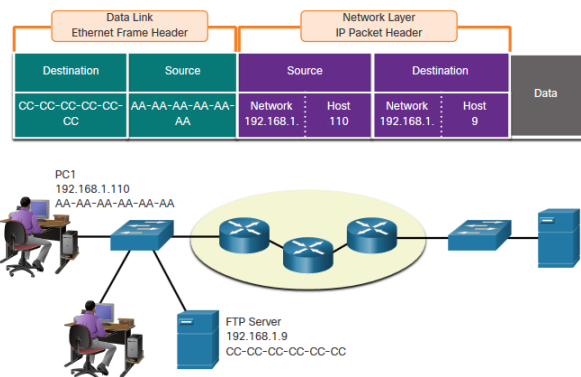 Data Link
Ethernet Frame Header
Network Layer
IP Packet Header
Destination
Source
Source
Destination
Data
CC-CC-CC-CC-CC-
CC
AA-AA-AA-AA-AA-
AA
Network
192.168.1.
Host
110
Network
192.168.1.
Host
9
PC1
192.168.1.110
AA-AA-AA-AA-AA-AA
FTP Server
192.168.1.9
CC-CC-CC-CC-CC-CC